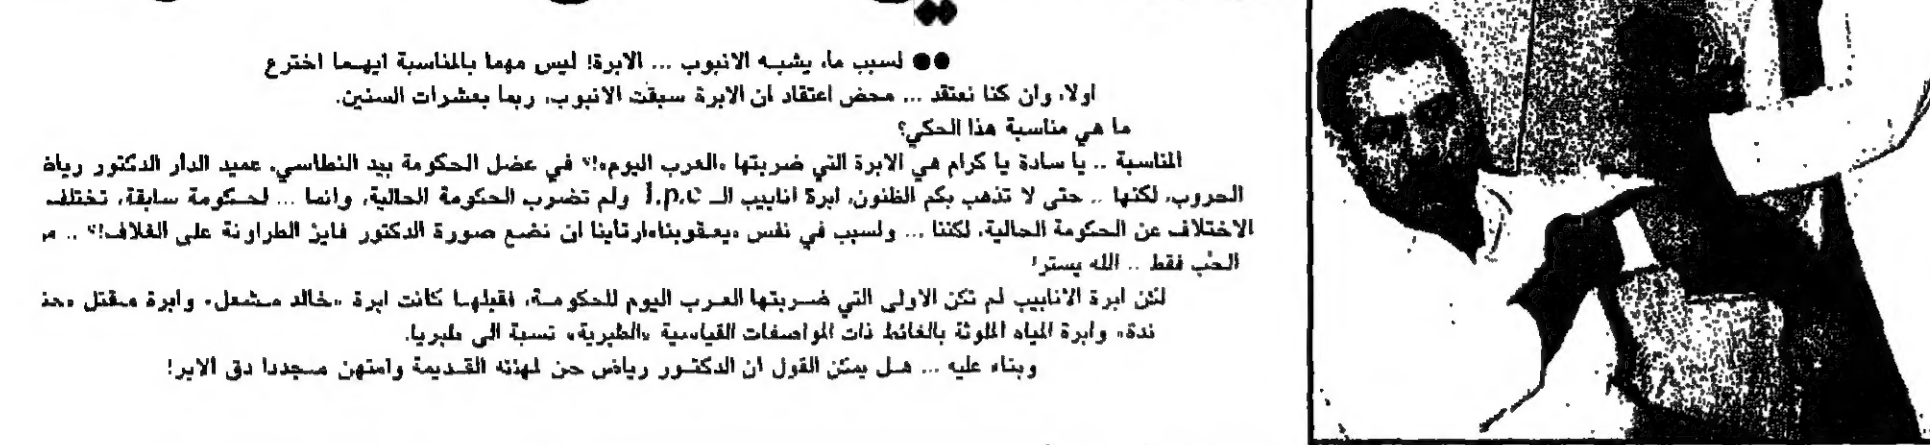 ●● لسبب ما، يشبه الانبوب ... الابرة! ليس مهما بالمناسبة ايهما اخترع
اولا، وان كنا نعتقد ... محض اعتقاد ان الابرة سبقت الانبوب، ربما بعشرات السنين.
ما هي مناسبة هذا الحكي؟
المناسبة .. يا سادة يا كرام هي الابرة التي ضربتها «العرب اليوم»!؟ في عضل الحكومة بيد النطاسي، عميد الدار الدكتور رياض
الحروب، لكنها .. حتى لا تذهب بكم الظنون، ابرة انابيب الـ i.p.c ولم تضرب الحكومة الحالية، وانما ... لحكومة سابقة، تختلف
الاختلاف عن الحكومة الحالية، لكننا ... ولسبب في نفس «يعقوبنا» ارتأينا ان نضع صورة الدكتور فايز الطراونة على الغلاف!؟ ..
الحب فقط .. الله يستر!
لكن ابرة الانابيب لم تكن الاولى التي ضربتها العرب اليوم للحكومة، فقبلها كانت ابرة «خالد مشعل» وابرة مقتل «حنـ
ندة» وابرة المياه الملوثة بالغائط ذات المواصفات القياسية «الطبرية» نسبة الى طبريا.
وبناء عليه ... هل يمكن القول ان الدكتور رياض حن لمهنته القديمة وامتهن مجددا دق الابر!